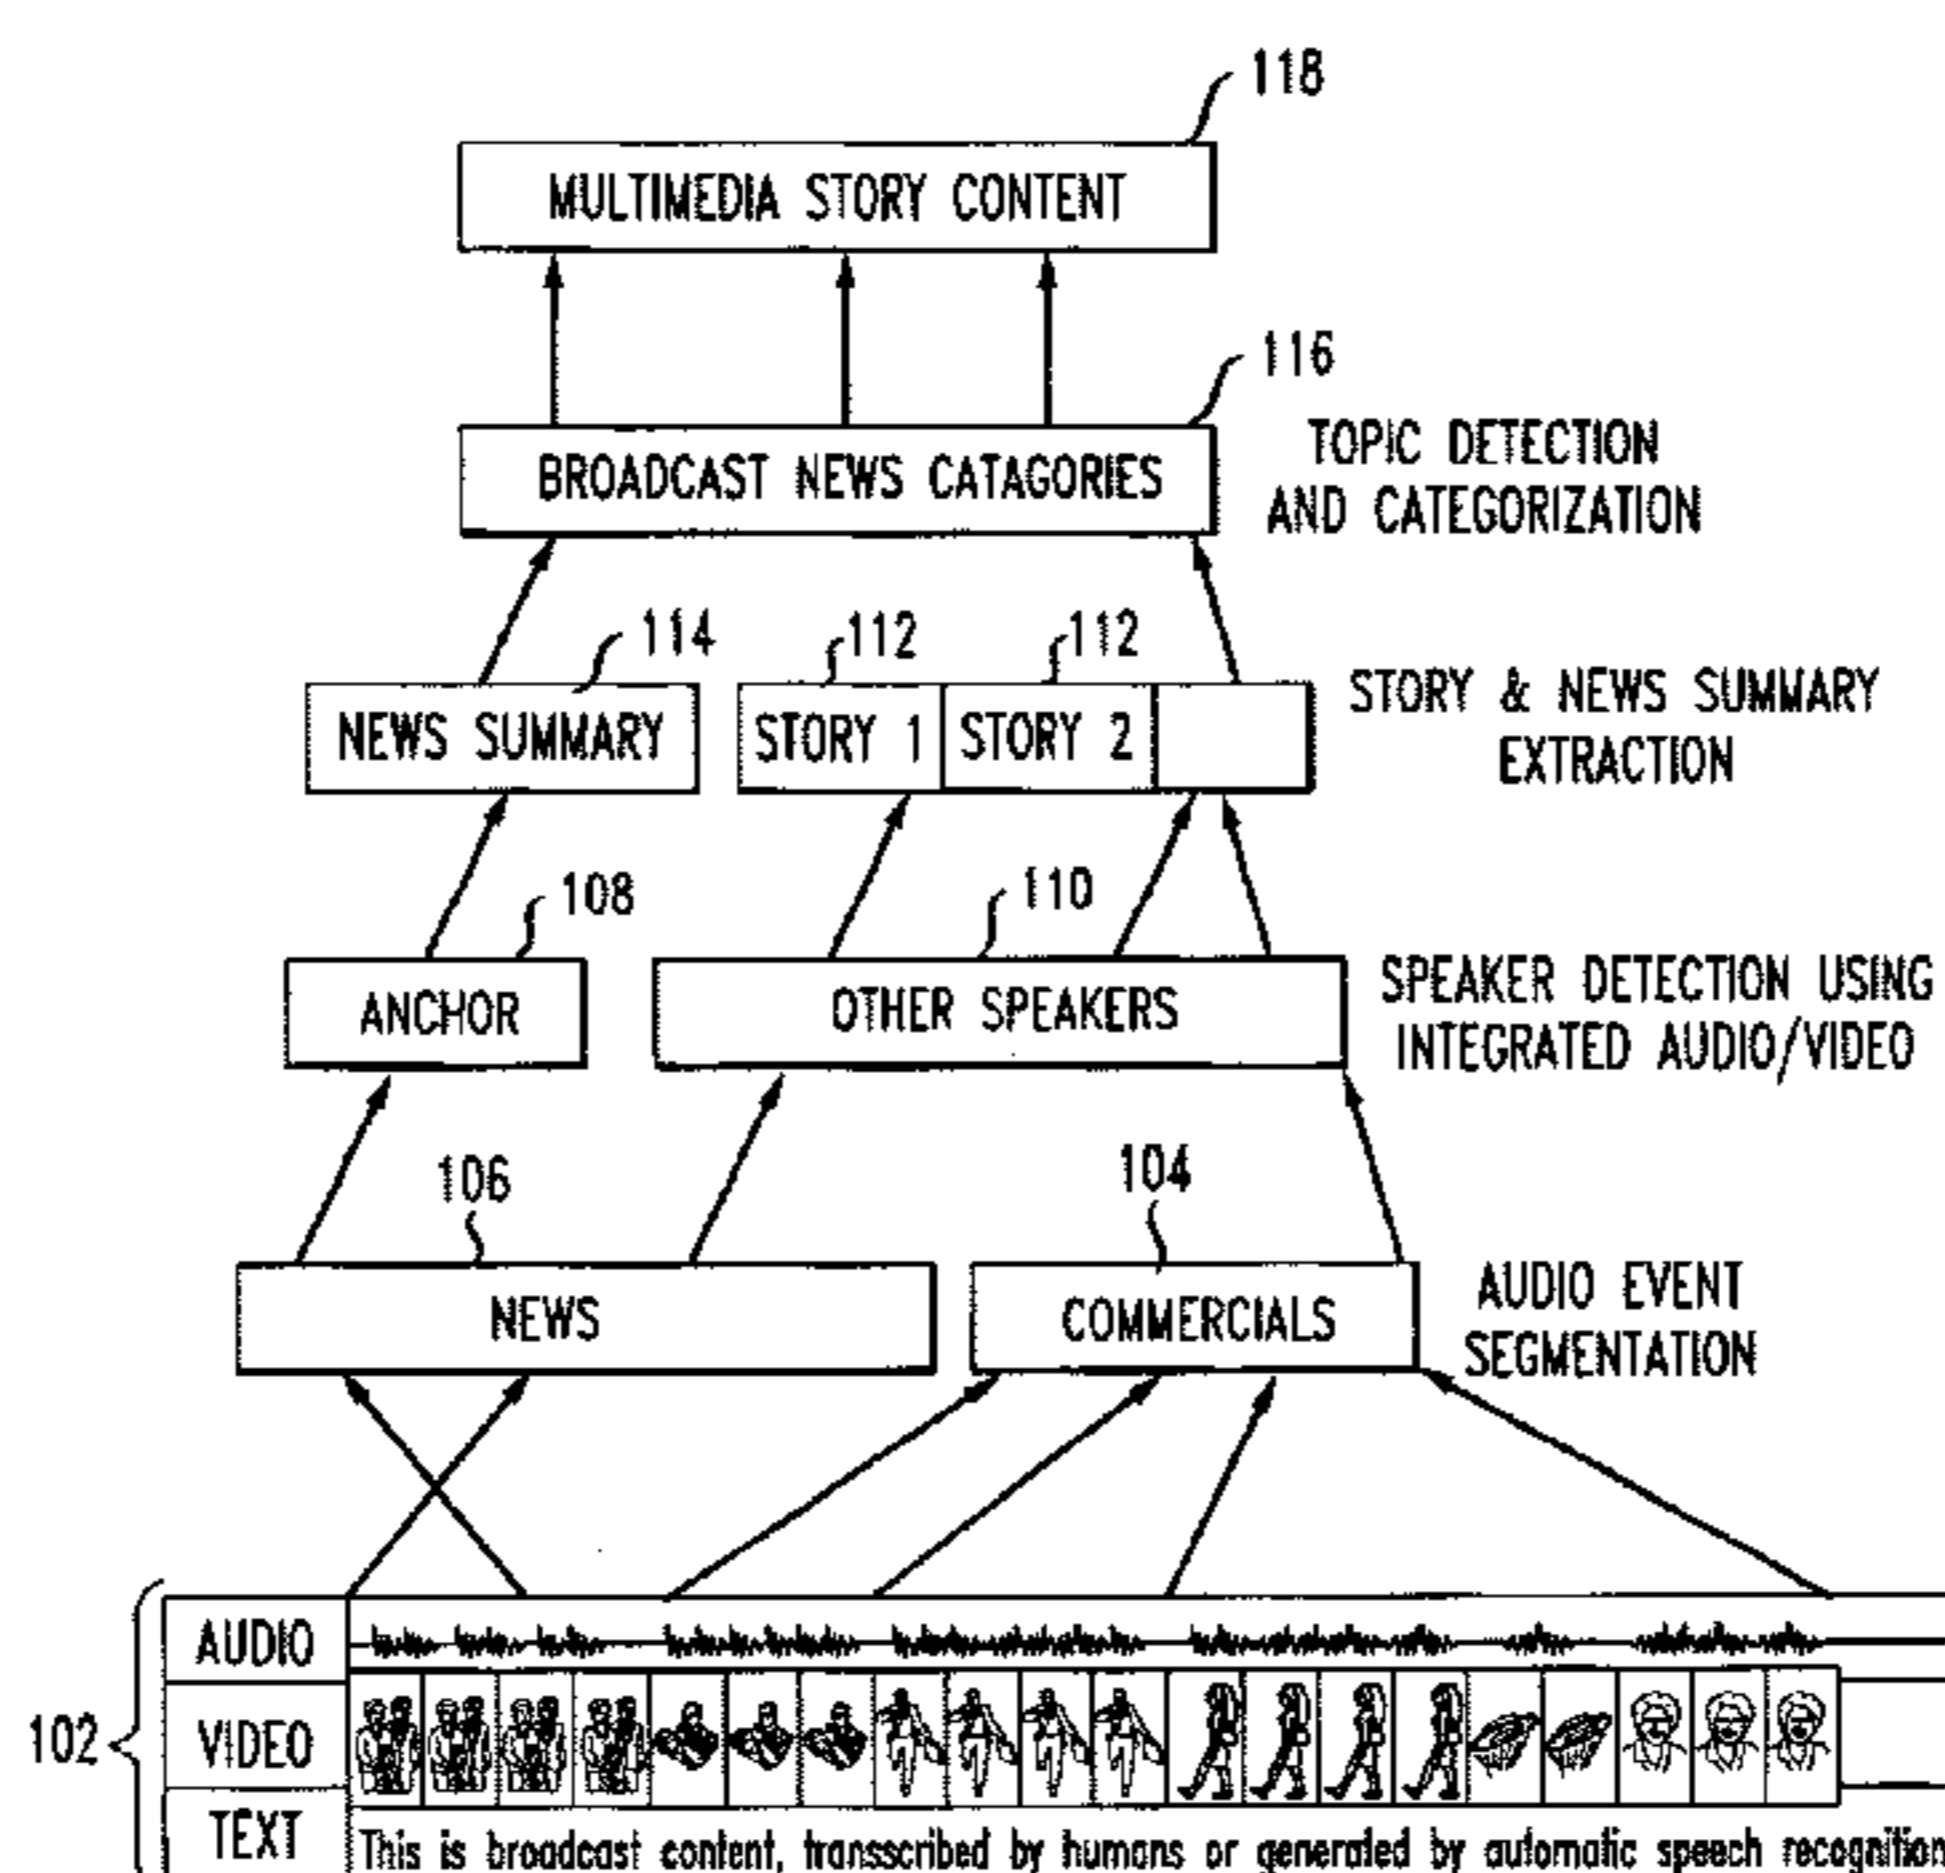 118
MULTIMEDIA STORY CONTENT
116
BROADCAST NEWS CATAGORIES
TOPIC DETECTION
AND CATEGORIZATION
114
112
112
NEWS SUMMARY
STORY 1
STORY 2
STORY & NEWS SUMMARY
EXTRACTION
108
110
ANCHOR
OTHER SPEAKERS
SPEAKER DETECTION USING
INTEGRATED AUDIO/VIDEO
106
104
NEWS
COMMERCIALS
AUDIO EVENT
SEGMENTATION
102
AUDIO
VIDEO
TEXT
This is broadcast content, transscribed by humans or generated by automatic speech recognition